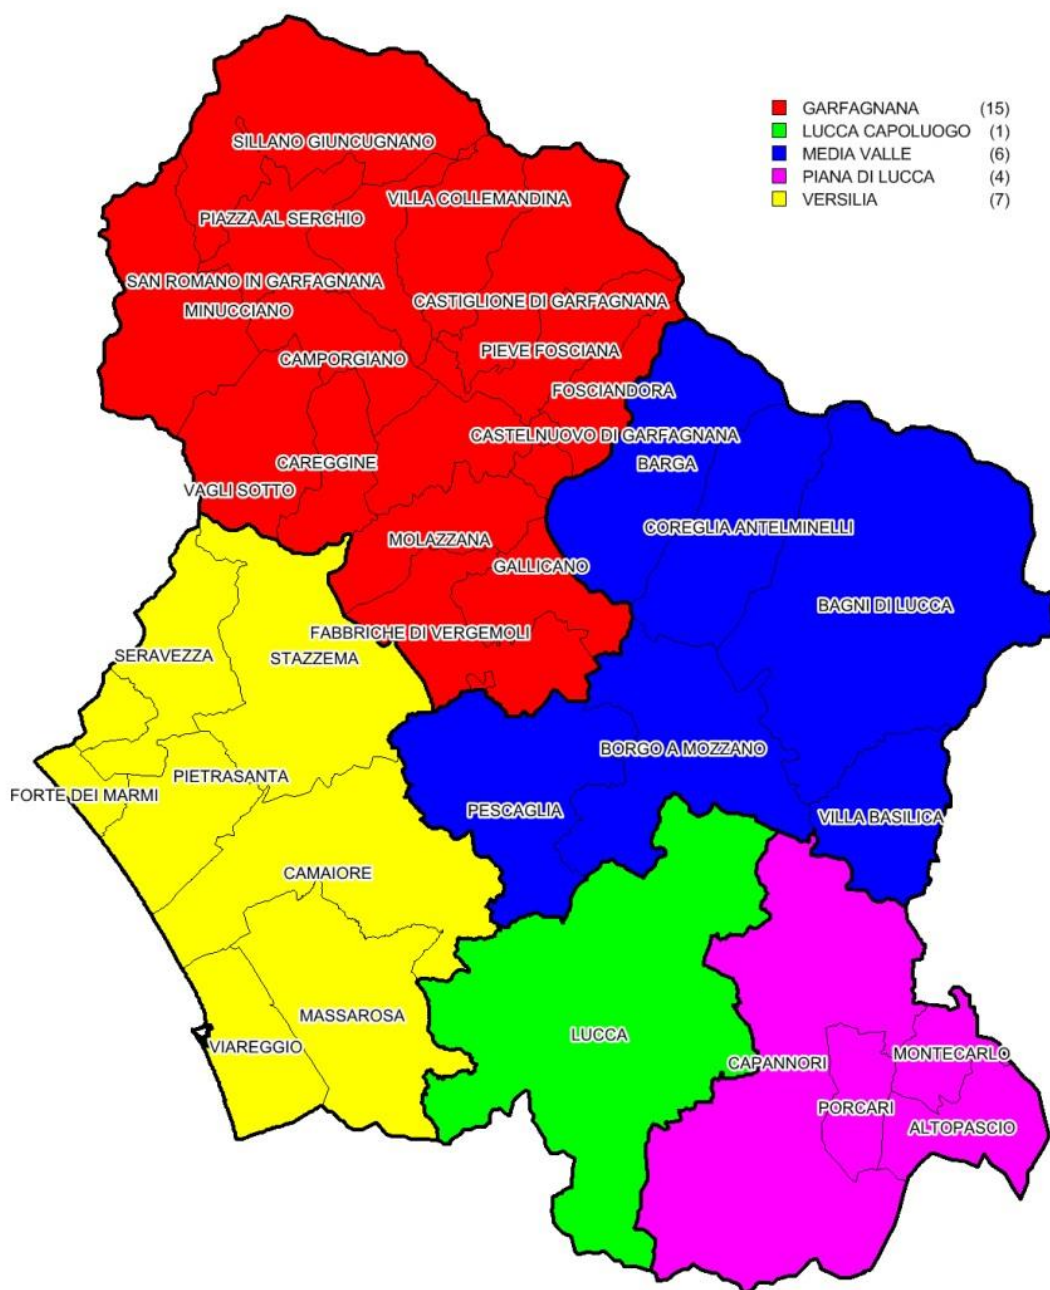 GARFAGNANA (15)
LUCCA CAPOLUOGO (1)
MEDIA VALLE (6)
PIANA DI LUCCA (4)
VERSILIA (7)
SILLANO GIUNCUGNANO
VILLA COLLEMANDINA
PIAZZA AL SERCHIO
SAN ROMANO IN GARFAGNANA
CASTIGLIONE DI GARFAGNANA
MINUCCIANO
PIEVE FOSCIANA
CAMPORGIANO
FOSCIANDORA
CASTELNUOVO DI GARFAGNANA
CAREGGINE
BARGA
VAGLI SOTTO
COREGLIA ANTELMINELLI
MOLAZZANA
GALLICANO
BAGNI DI LUCCA
FABBRICHE DI VERGEMOLI
SERAVEZZA
STAZZEMA
BORGO A MOZZANO
PIETRASANTA
FORTE DEI MARMI
PESCAGLIA
VILLA BASILICA
CAMAIORE
MASSAROSA
LUCCA
VIAREGGIO
MONTECARLO
CAPANNORI
PORCARI
ALTOPASCIO